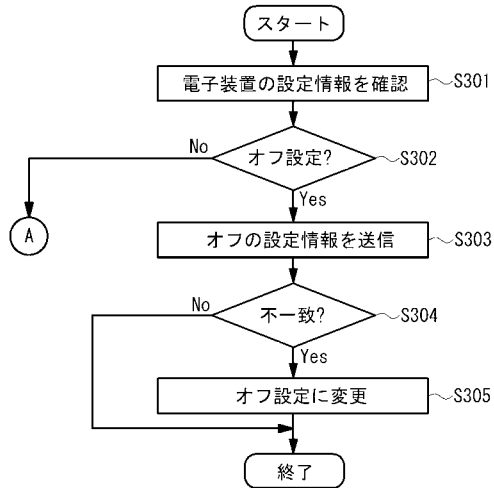 スタート
電子装置の設定情報を確認
S301
オフ設定?
S302
No
Yes
A
オフの設定情報を送信
S303
不一致?
S304
No
Yes
オフ設定に変更
S305
終了